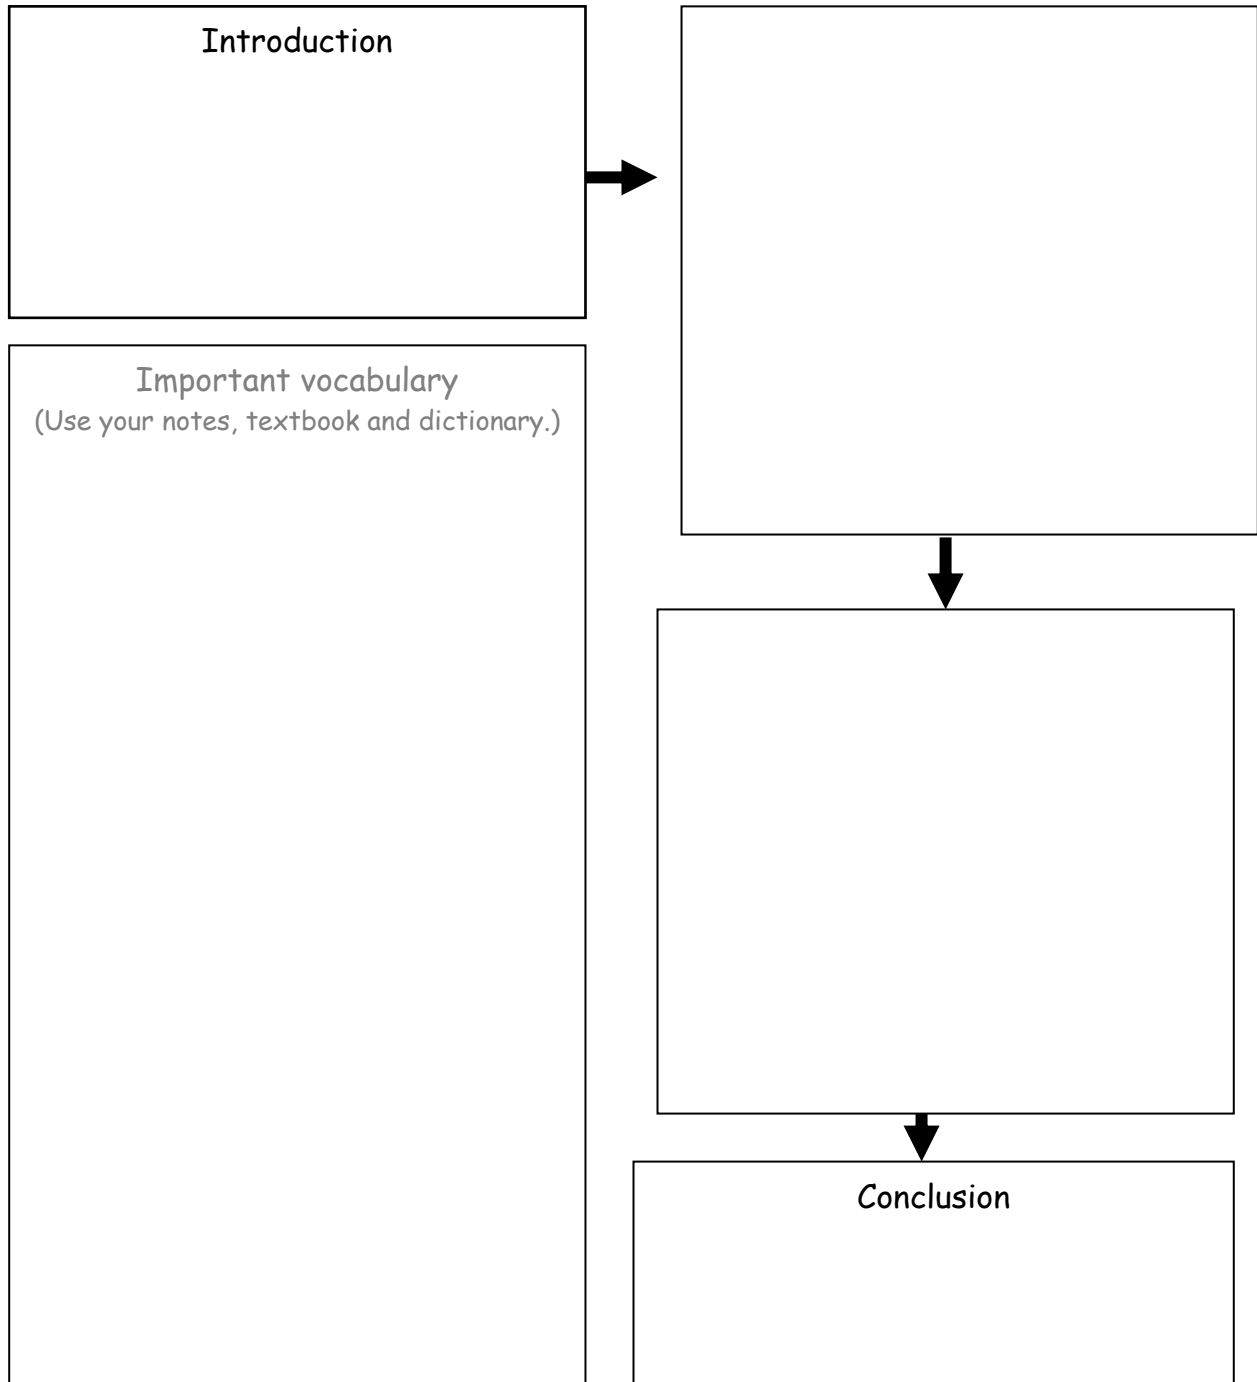 Introduction
Important vocabulary
(Use your notes, textbook and dictionary.)
Conclusion